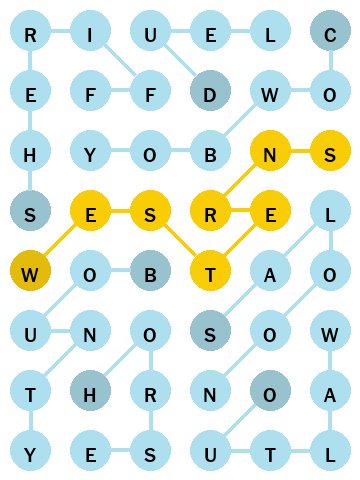 R I U E L C
E F F D W O
H Y O B N S
S E S R E L
W O B T A O
U N O S O W
T H R N O A
Y E S U T L